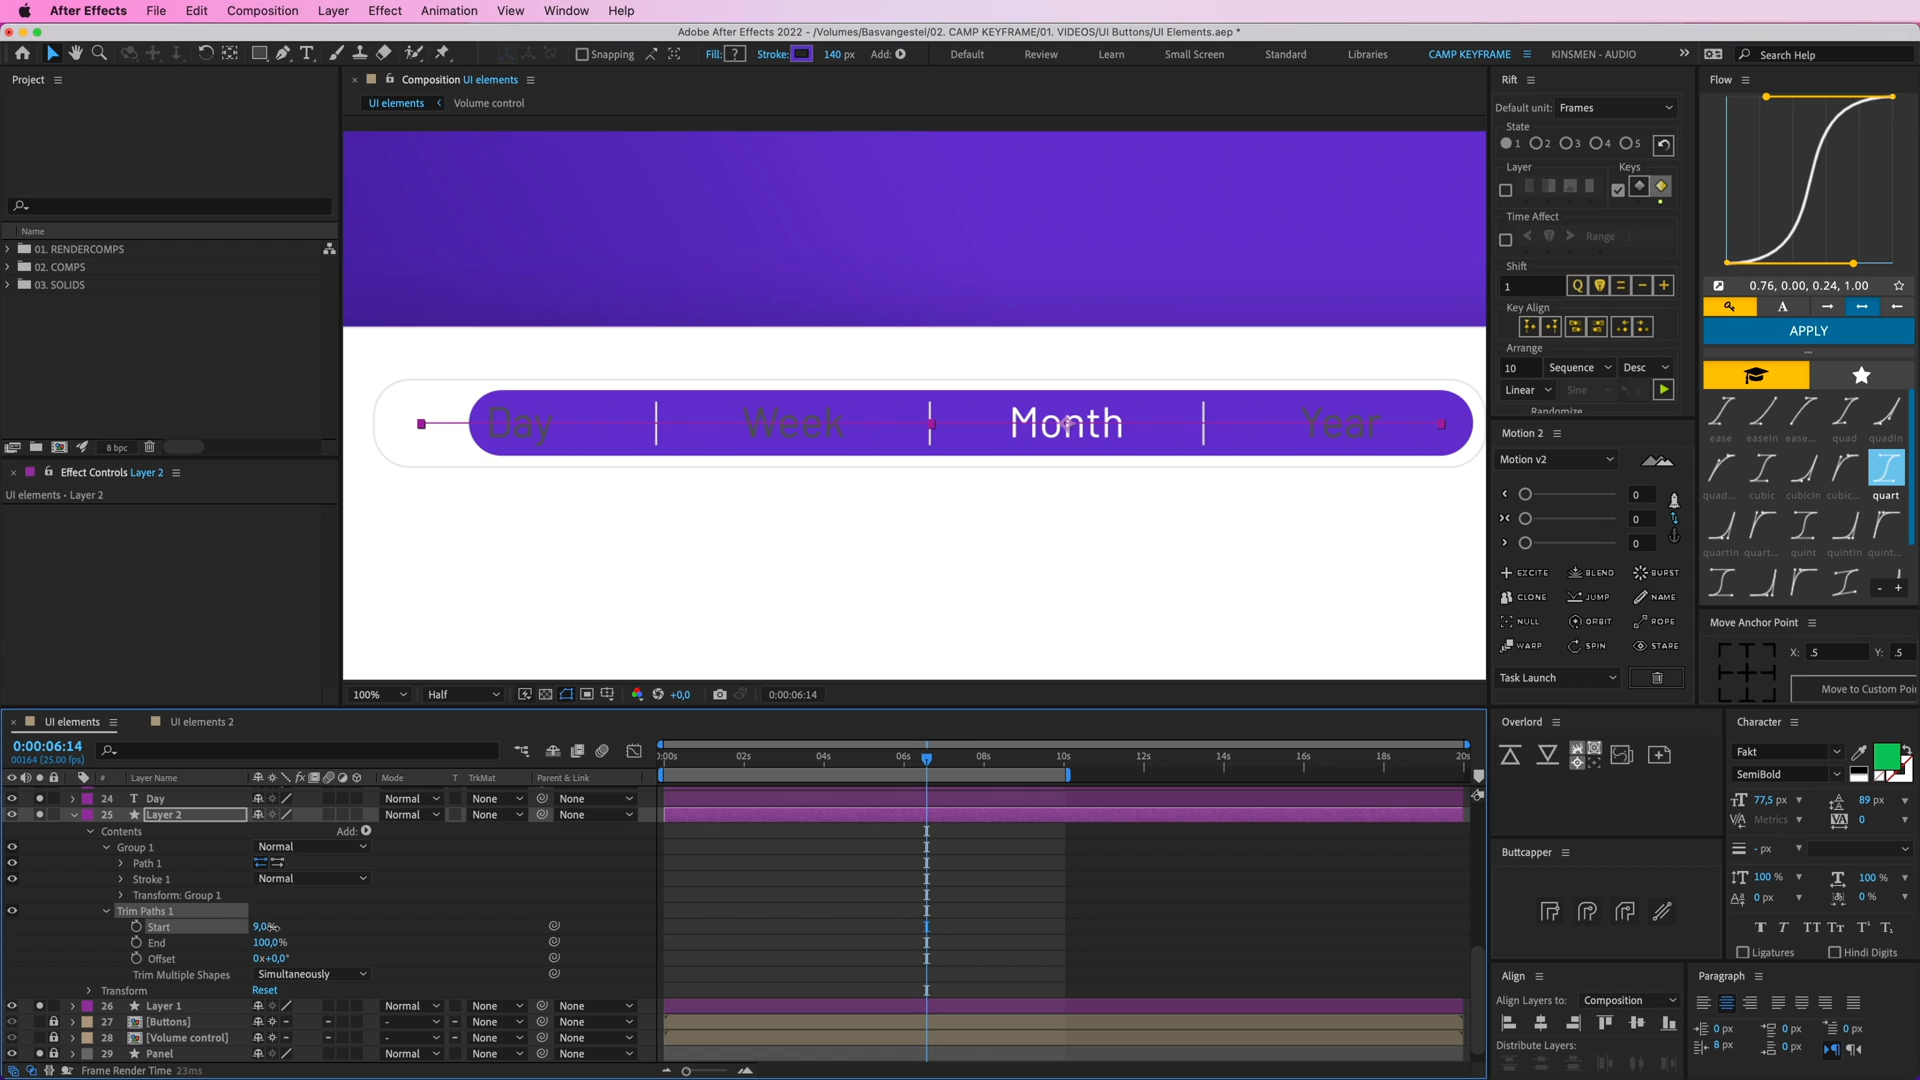 After Effects File Edit Composition Layer Effect Animation View Window Help
Adobe After Effects 2022 - /Volumes/Basvangestel/02. CAMP KEYFRAME/01. VIDEOS/UI Buttons/UI Elements.aep *
Snapping Fill: ? Stroke: 140 px Add: Default Review Learn Small Screen Standard Libraries CAMP KEYFRAME KINSMEN - AUDIO Search Help
Project
Composition UI elements
UI elements Volume control
Name
01. RENDERCOMPS
02. COMPS
03. SOLIDS
8 bpc
Effect Controls Layer 2
UI elements • Layer 2
Day Week Month Year
100% Half +0,0 0:00:06:14
Rift
Default unit: Frames
State
1 2 3 4 5
Layer Keys
Time Affect
Range
Shift
1
Key Align
Arrange
10 Sequence Desc
Linear Sine
Randomize
Motion 2
Motion v2
0
0
0
EXCITE BLEND BURST
CLONE JUMP NAME
NULL ORBIT ROPE
WARP SPIN STARE
Task Launch
Flow
0.76, 0.00, 0.24, 1.00
APPLY
ease easeIn ease... quad quadIn
quad... cubic cubicIn cubic... quart
quartIn quart... quint quintIn quint...
Move Anchor Point
X: .5 Y: .5
Move to Custom Poi
UI elements UI elements 2
0:00:06:14
00164 (25.00 fps)
:00s 02s 04s 06s 08s 10s 12s 14s 16s 18s 20s
# Layer Name Mode T TrkMat Parent & Link
24 T Day Normal None None
25 Layer 2 Normal None None
Contents Add:
Group 1 Normal
Path 1
Stroke 1 Normal
Transform: Group 1
Trim Paths 1
Start 9,0%
End 100,0%
Offset 0x+0,0°
Trim Multiple Shapes Simultaneously
Transform Reset
26 Layer 1 Normal None None
27 [Buttons] - None None
28 [Volume control] - None None
29 Panel Normal None None
Frame Render Time 23ms
Overlord
Buttcapper
Character
Fakt
SemiBold
77,5 px 89 px
Metrics 0
- px
100 % 100 %
0 px 0 %
T T TT Tт T¹ T₁
Ligatures Hindi Digits
Align
Align Layers to: Composition
Distribute Layers:
Paragraph
0 px 0 px 0 px
8 px 0 px